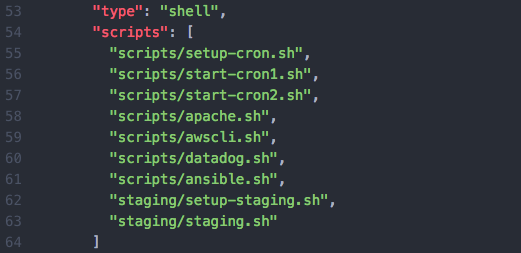 53 "type": "shell",
54 "scripts": [
55 "scripts/setup-cron.sh",
56 "scripts/start-cron1.sh",
57 "scripts/start-cron2.sh",
58 "scripts/apache.sh",
59 "scripts/awscli.sh",
60 "scripts/datadog.sh",
61 "scripts/ansible.sh",
62 "staging/setup-staging.sh",
63 "staging/staging.sh"
64 ]